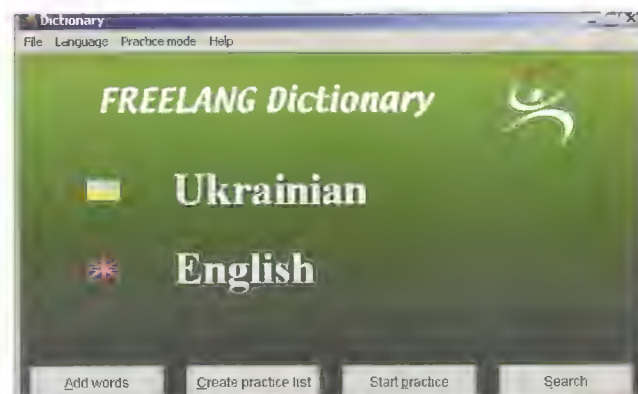 Dictionary
File Language Practice mode Help
FREELANG Dictionary
Ukrainian
English
Add words Create practice list Start practice Search